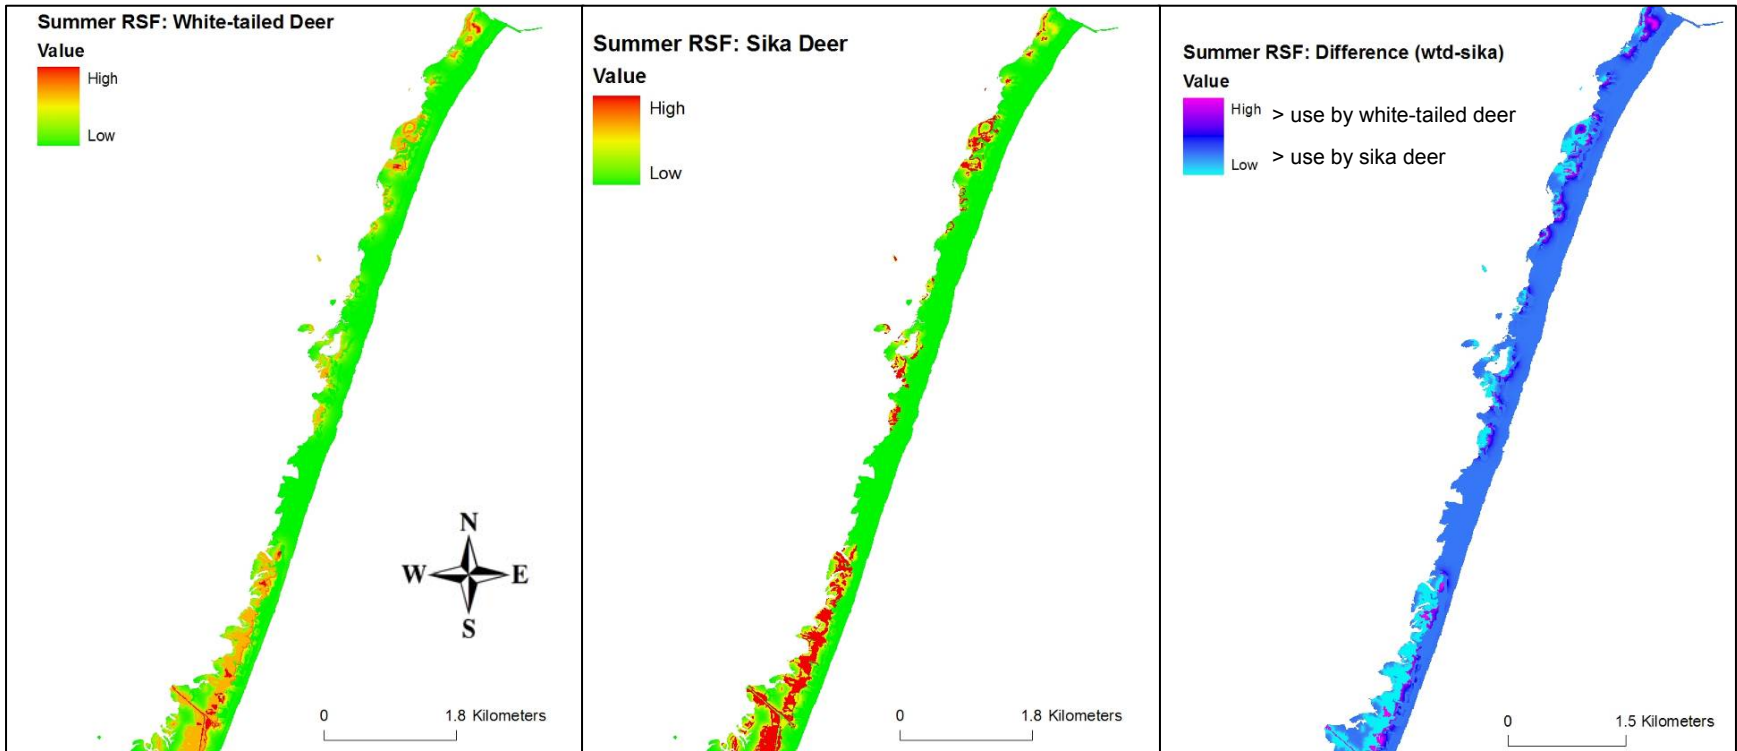 Summer RSF: White-tailed Deer
Value
High
Low
N
W E
S
0 1.8 Kilometers
Summer RSF: Sika Deer
Value
High
Low
0 1.8 Kilometers
Summer RSF: Difference (wtd-sika)
Value
High > use by white-tailed deer
Low > use by sika deer
0 1.5 Kilometers